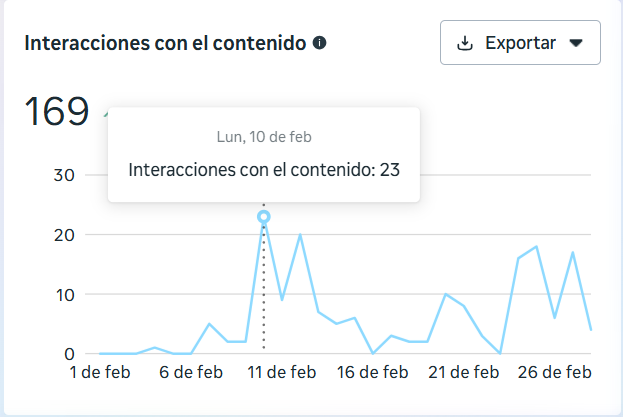 Interacciones con el contenido
Exportar
169
Lun, 10 de feb
Interacciones con el contenido: 23
30
20
10
0
1 de feb
6 de feb
11 de feb
16 de feb
21 de feb
26 de feb